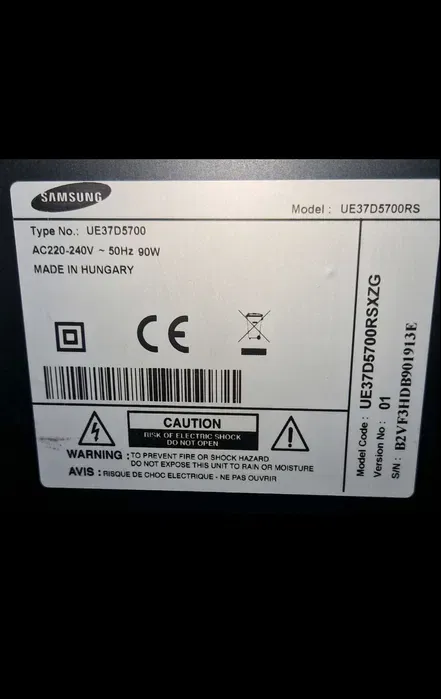 SAMSUNG
Model : UE37D5700RS
Type No.: UE37D5700
AC220-240V ~ 50Hz 90W
MADE IN HUNGARY
CE
CAUTION
RISK OF ELECTRIC SHOCK
DO NOT OPEN
WARNING : TO PREVENT FIRE OR SHOCK HAZARD
DO NOT EXPOSE THIS UNIT TO RAIN OR MOISTURE
AVIS : RISQUE DE CHOC ELECTRIQUE - NE PAS OUVRIR
Model Code : UE37D5700RSXZG
Version No : 01
S/N : B2VF3HDB901913E